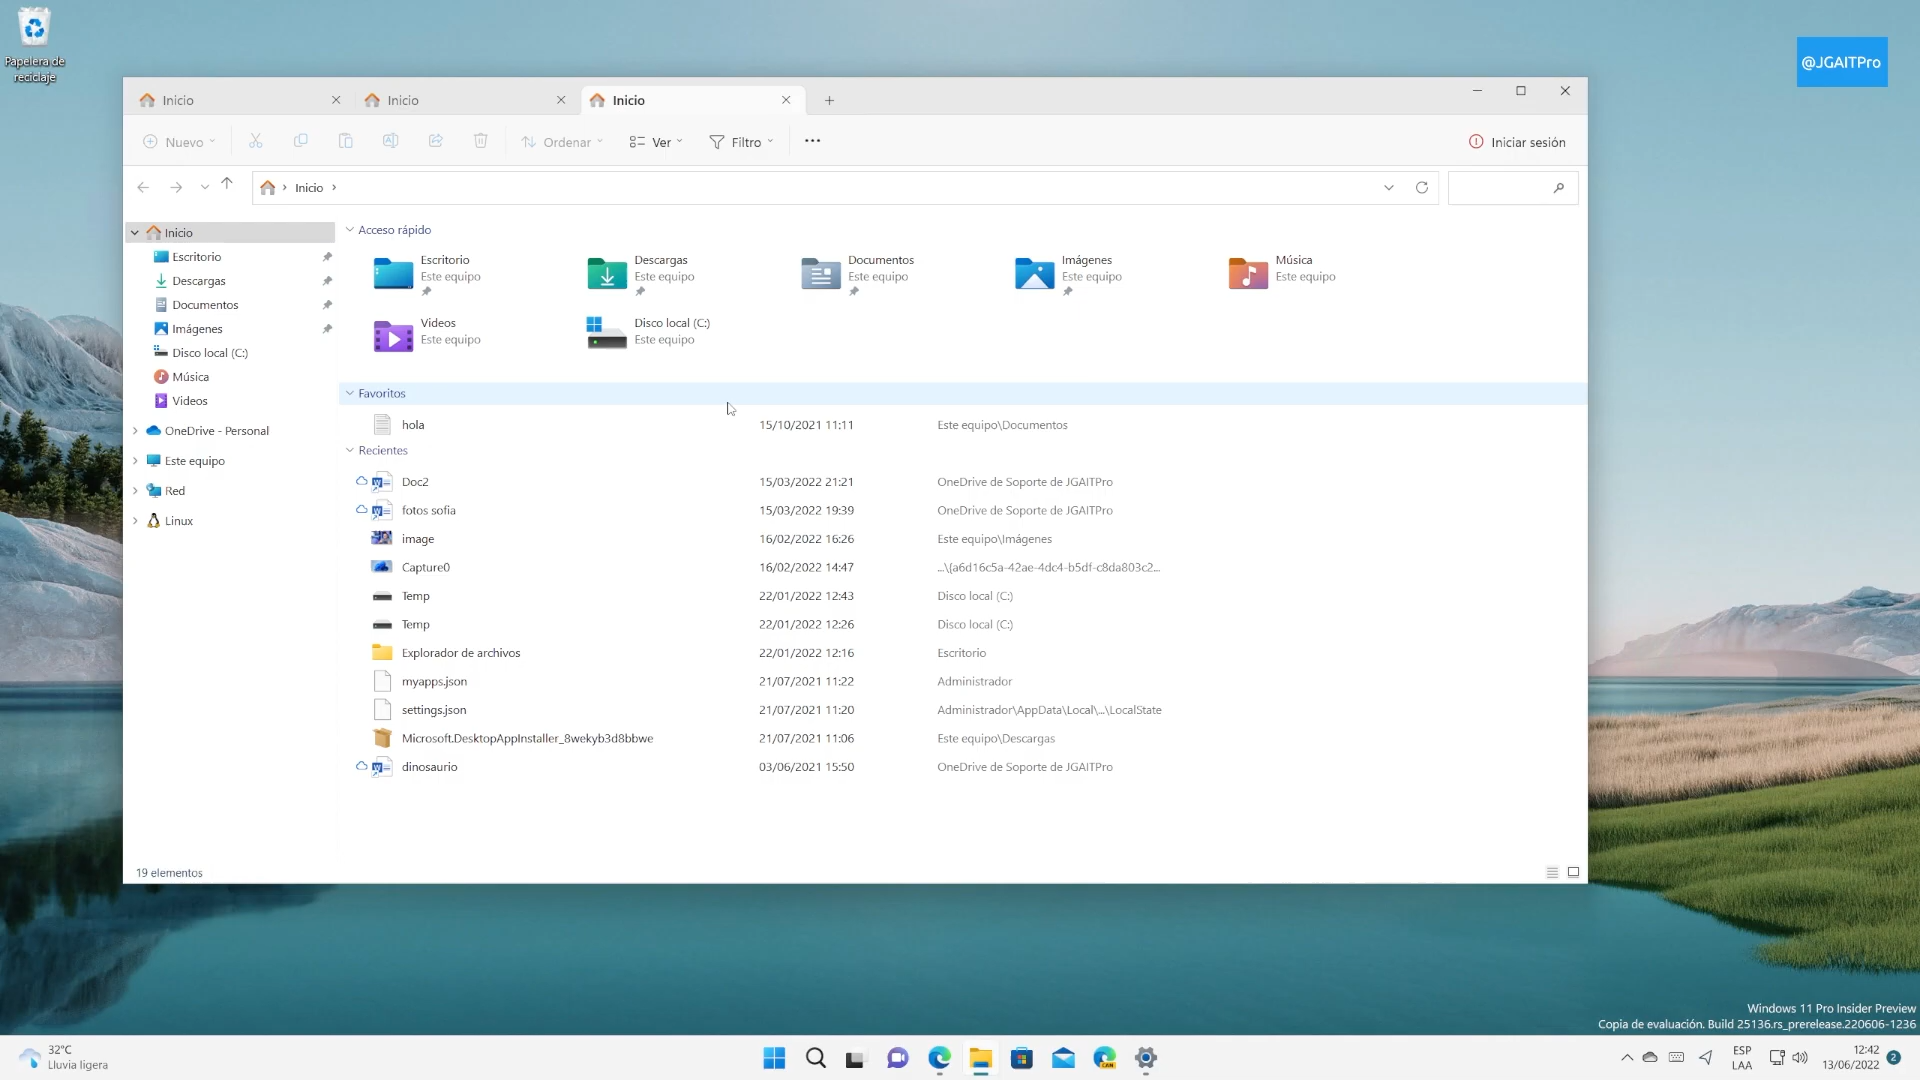 Papelera de
reciclaje
@JGAITPro
Inicio
Inicio
Inicio
Nuevo
Ordenar
Ver
Filtro
Iniciar sesión
Inicio
Inicio
Escritorio
Descargas
Documentos
Imágenes
Disco local (C:)
Música
Videos
OneDrive - Personal
Este equipo
Red
Linux
Acceso rápido
Escritorio
Este equipo
Descargas
Este equipo
Documentos
Este equipo
Imágenes
Este equipo
Música
Este equipo
Videos
Este equipo
Disco local (C:)
Este equipo
Favoritos
hola 15/10/2021 11:11 Este equipo\Documentos
Recientes
Doc2 15/03/2022 21:21 OneDrive de Soporte de JGAITPro
fotos sofia 15/03/2022 19:39 OneDrive de Soporte de JGAITPro
image 16/02/2022 16:26 Este equipo\Imágenes
Capture0 16/02/2022 14:47 ...\{a6d16c5a-42ae-4dc4-b5df-c8da803c2...
Temp 22/01/2022 12:43 Disco local (C:)
Temp 22/01/2022 12:26 Disco local (C:)
Explorador de archivos 22/01/2022 12:16 Escritorio
myapps.json 21/07/2021 11:22 Administrador
settings.json 21/07/2021 11:20 Administrador\AppData\Local\...\LocalState
Microsoft.DesktopAppInstaller_8wekyb3d8bbwe 21/07/2021 11:06 Este equipo\Descargas
dinosaurio 03/06/2021 15:50 OneDrive de Soporte de JGAITPro
19 elementos
Windows 11 Pro Insider Preview
Copia de evaluación. Build 25136.rs_prerelease.220606-1236
32°C
Lluvia ligera
CAN
ESP
LAA
12:42
13/06/2022
2